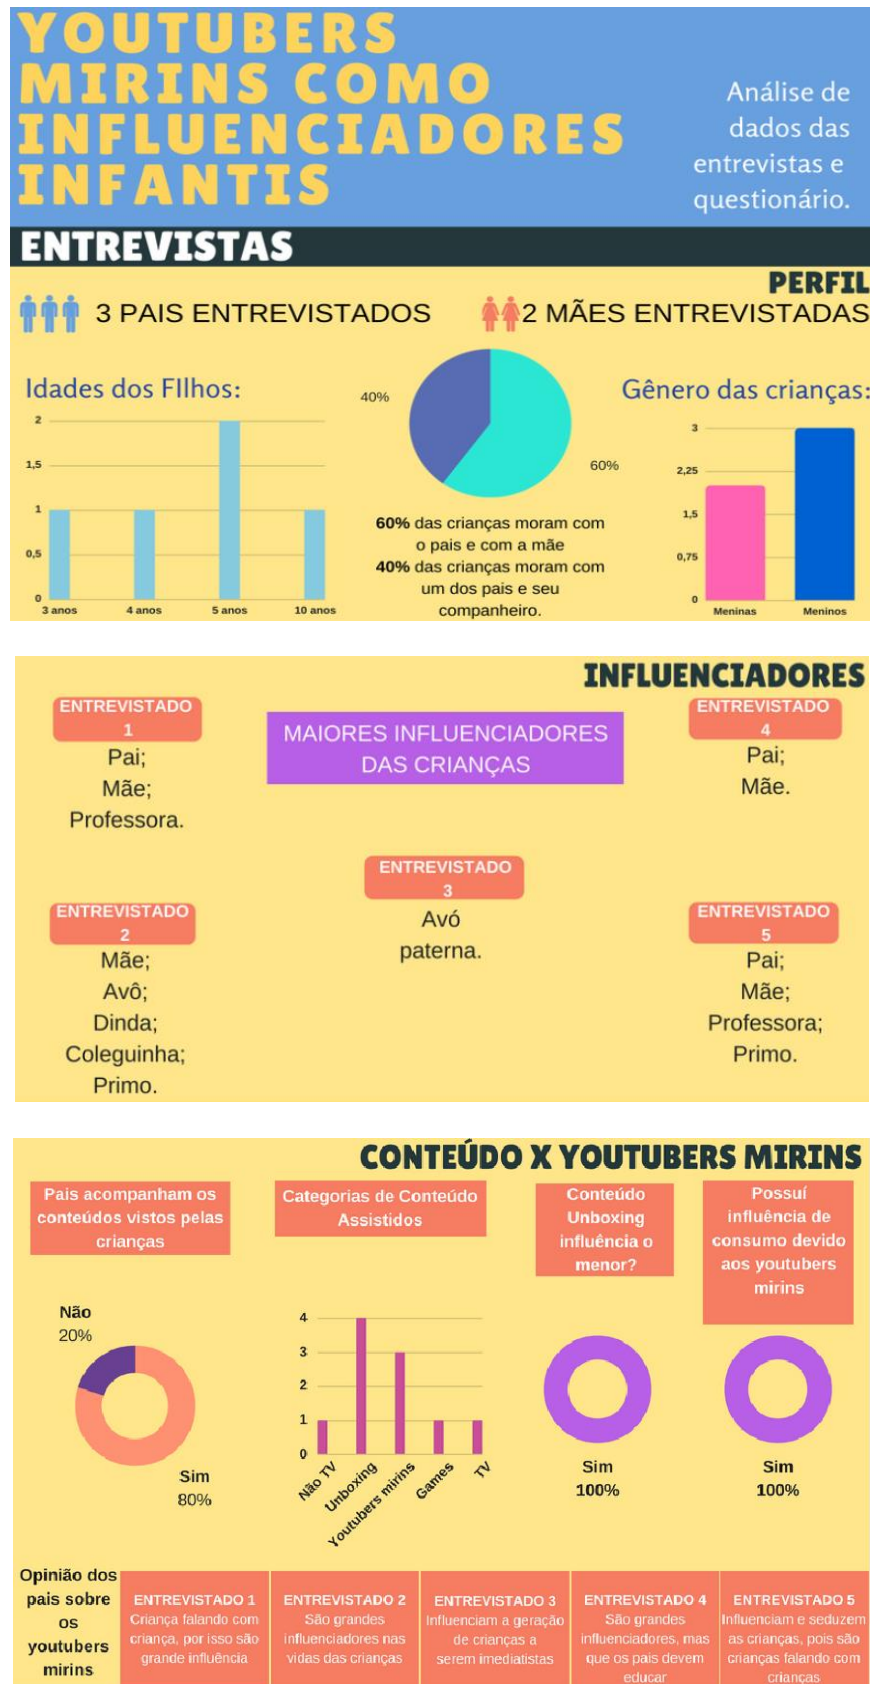 YOUTUBERS
MIRINS COMO
INFLUENCIADORES
INFANTIS
Análise de
dados das
entrevistas e
questionário.
ENTREVISTAS
PERFIL
3 PAIS ENTREVISTADOS
2 MÃES ENTREVISTADAS
Idades dos FIlhos:
2
1,5
1
0,5
0
3 anos
4 anos
5 anos
10 anos
40%
60%
60% das crianças moram com
o pais e com a mãe
40% das crianças moram com
um dos pais e seu
companheiro.
Gênero das crianças:
3
2,25
1,5
0,75
0
Meninas
Meninos
INFLUENCIADORES
MAIORES INFLUENCIADORES
DAS CRIANÇAS
ENTREVISTADO
1
Pai;
Mãe;
Professora.
ENTREVISTADO
2
Mãe;
Avô;
Dinda;
Coleguinha;
Primo.
ENTREVISTADO
3
Avó
paterna.
ENTREVISTADO
4
Pai;
Mãe.
ENTREVISTADO
5
Pai;
Mãe;
Professora;
Primo.
CONTEÚDO X YOUTUBERS MIRINS
Pais acompanham os
conteúdos vistos pelas
crianças
Não
20%
Sim
80%
Categorias de Conteúdo
Assistidos
4
3
2
1
0
Não TV
Unboxing
Youtubers mirins
Games
TV
Conteúdo
Unboxing
influência o
menor?
Sim
100%
Possuí
influência de
consumo devido
aos youtubers
mirins
Sim
100%
Opinião dos
pais sobre
os
youtubers
mirins
ENTREVISTADO 1
Criança falando com
criança, por isso são
grande influência
ENTREVISTADO 2
São grandes
influenciadores nas
vidas das crianças
ENTREVISTADO 3
Influenciam a geração
de crianças a
serem imediatistas
ENTREVISTADO 4
São grandes
influenciadores, mas
que os pais devem
educar
ENTREVISTADO 5
Influenciam e seduzem
as crianças, pois são
crianças falando com
crianças